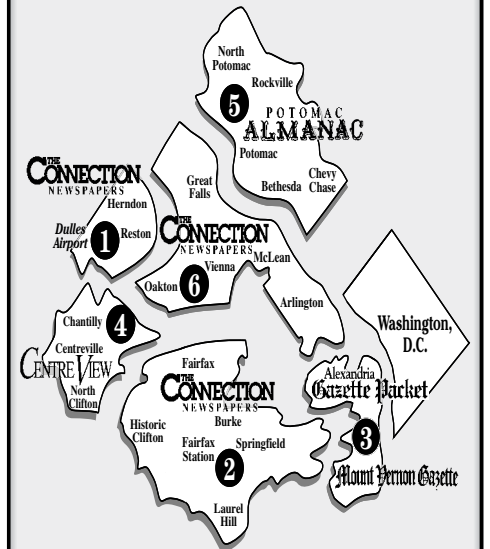 North
Potomac
Rockville
5
POTOMAC
ALMANAC
Potomac
Bethesda
Chevy
Chase
THE
CONNECTION
NEWSPAPERS
Herndon
Dulles
Airport
1
Reston
Great
Falls
THE
CONNECTION
NEWSPAPERS
Vienna
McLean
Oakton
6
Arlington
Chantilly
4
Centreville
CENTRE VIEW
North
Clifton
Washington,
D.C.
Fairfax
THE
CONNECTION
NEWSPAPERS
Burke
Historic
Clifton
Fairfax
Station
Springfield
2
Laurel
Hill
Alexandria
Gazette Packet
3
Mount Vernon Gazette